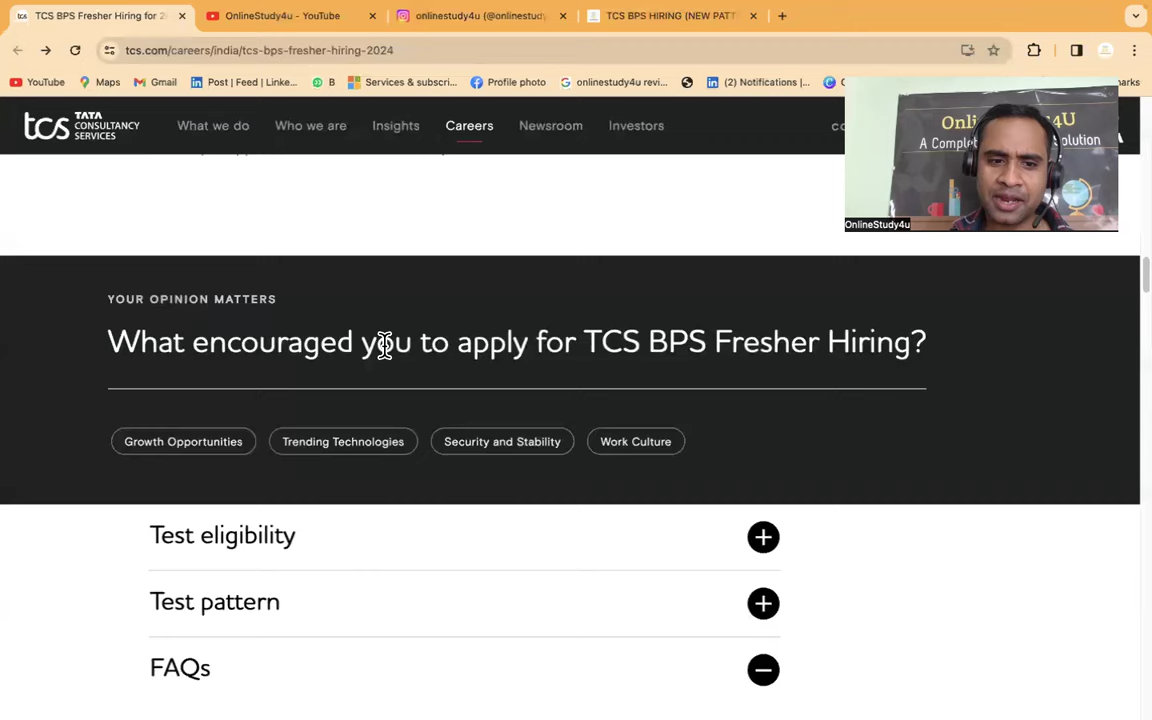 TCS BPS Fresher Hiring for 2
OnlineStudy4u - YouTube
onlinestudy4u (@onlinestudy
TCS BPS HIRING (NEW PATT
tcs.com/careers/india/tcs-bps-fresher-hiring-2024
YouTube
Maps
Gmail
Post | Feed | Linke...
B
Services & subscri...
Profile photo
onlinestudy4u revi...
(2) Notifications |...
tcs TATA CONSULTANCY SERVICES
What we do
Who we are
Insights
Careers
Newsroom
Investors
A Comple
olution
OnlineStudy4u
YOUR OPINION MATTERS
What encouraged you to apply for TCS BPS Fresher Hiring?
Growth Opportunities
Trending Technologies
Security and Stability
Work Culture
Test eligibility
Test pattern
FAQs